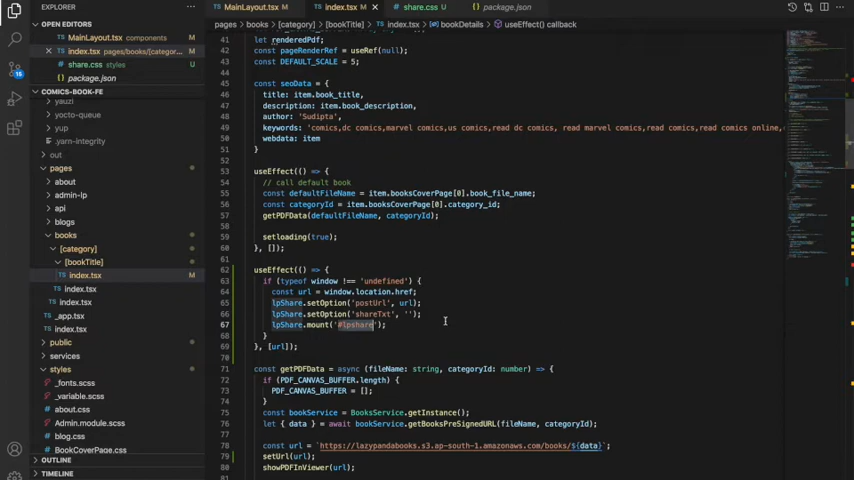 EXPLORER
OPEN EDITORS
MainLayout.tsx components M
index.tsx pages/books/[categor... M
share.css styles U
package.json
COMICS-BOOK-FE
yauzl
yocto-queue
yup
.yarn-integrity
out
pages
about
admin-lp
api
blogs
books
[category]
[bookTitle]
index.tsx M
index.tsx
index.tsx
_app.tsx
index.tsx
public
services
styles
_fonts.scss
_variable.scss
about.css
Admin.module.scss
blog.css
BookCoverPage.css
OUTLINE
TIMELINE
15
MainLayout.tsx M
index.tsx M
share.css U
package.json
pages > books > [category] > [bookTitle] > index.tsx > bookDetails > useEffect() callback
41 let renderedPdf;
42 const pageRenderRef = useRef(null);
43 const DEFAULT_SCALE = 5;
44
45 const seoData = {
46 title: item.book_title,
47 description: item.book_description,
48 author: 'Sudipta',
49 keywords: 'comics,dc comics,marvel comics,us comics,read dc comics, read marvel comics,read comics,read comics online,
50 webdata: item
51 }
52
53 useEffect(() => {
54 // call default book
55 const defaultFileName = item.booksCoverPage[0].book_file_name;
56 const categoryId = item.booksCoverPage[0].category_id;
57 getPDFData(defaultFileName, categoryId);
58
59 setloading(true);
60 }, []);
61
62 useEffect(() => {
63 if (typeof window !== 'undefined') {
64 const url = window.location.href;
65 lpShare.setOption('postUrl', url);
66 lpShare.setOption('shareTxt', '');
67 lpShare.mount('#lpshare');
68 }
69 }, [url]);
70
71 const getPDFData = async (fileName: string, categoryId: number) => {
72 if (PDF_CANVAS_BUFFER.length) {
73 PDF_CANVAS_BUFFER = [];
74 }
75 const bookService = BooksService.getInstance();
76 let { data } = await bookService.getBooksPreSignedURL(fileName, categoryId);
77
78 const url = `https://lazypandabooks.s3.ap-south-1.amazonaws.com/books/${data}`;
79 setUrl(url);
80 showPDFInViewer(url);